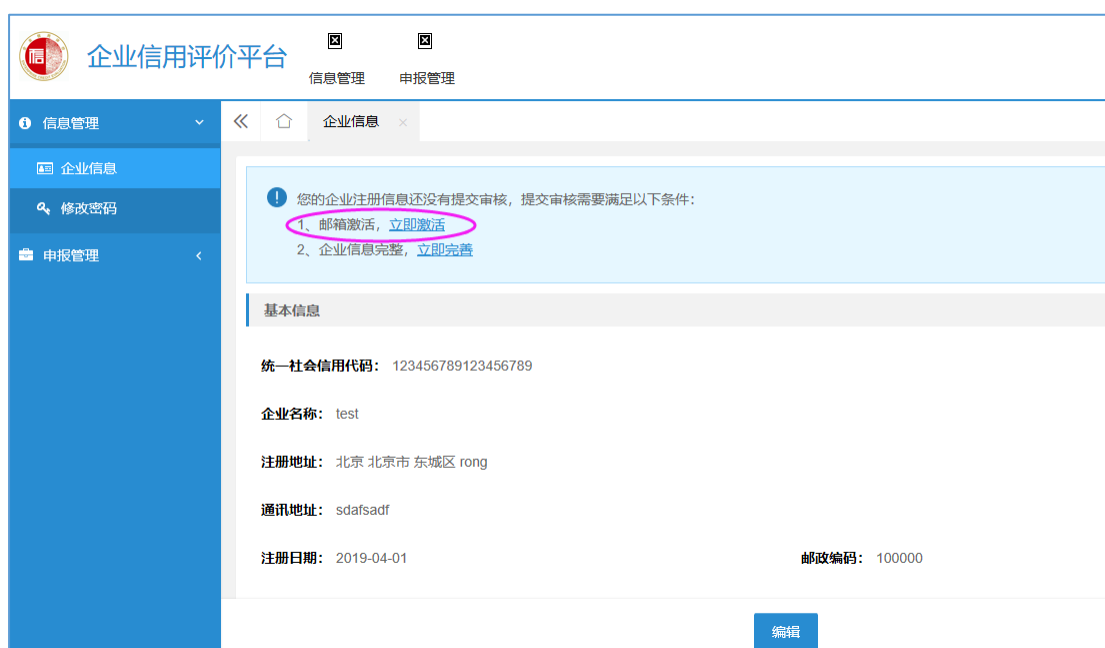 信
企业信用评价平台
信息管理 申报管理
信息管理
企业信息
企业信息
修改密码
申报管理
您的企业注册信息还没有提交审核，提交审核需要满足以下条件：
1、邮箱激活，立即激活
2、企业信息完整，立即完善
基本信息
统一社会信用代码： 123456789123456789
企业名称： test
注册地址： 北京 北京市 东城区 rong
通讯地址： sdafsadf
注册日期： 2019-04-01 邮政编码： 100000
编辑